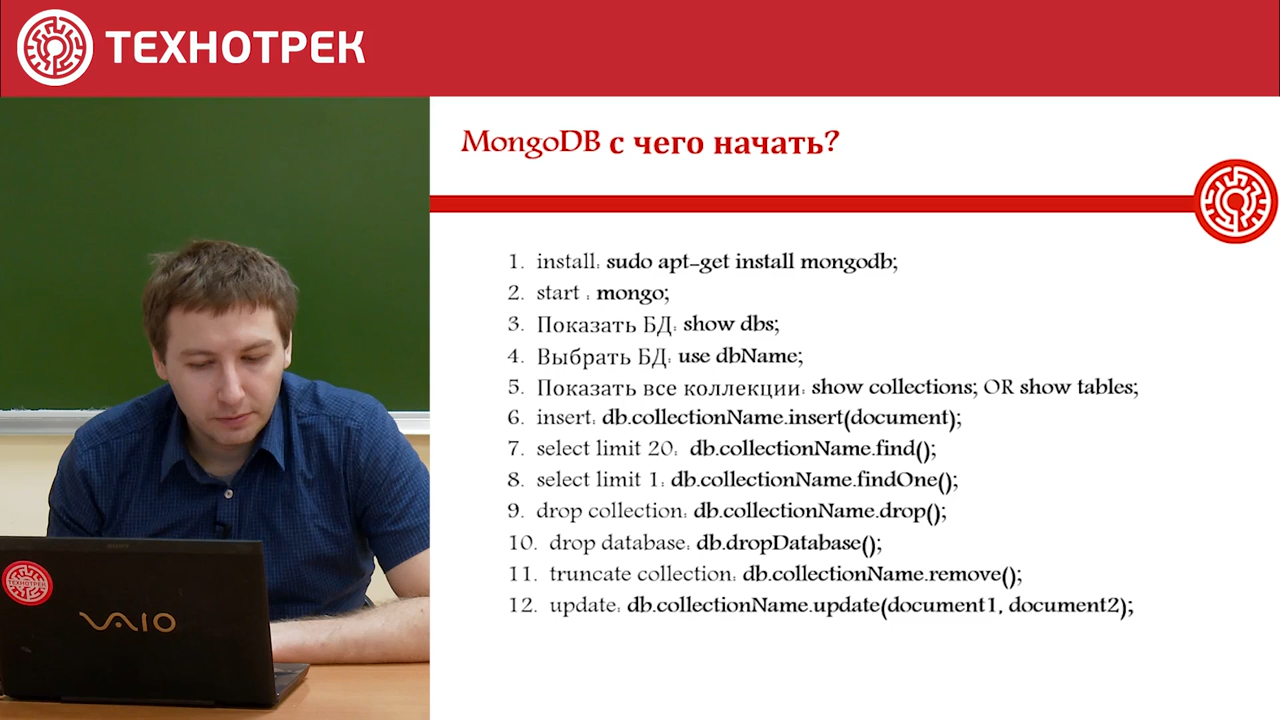 ТЕХНОТРЕК
MongoDB с чего начать?
1. install: sudo apt-get install mongodb;
2. start : mongo;
3. Показать БД: show dbs;
4. Выбрать БД: use dbName;
5. Показать все коллекции: show collections; OR show tables;
6. insert: db.collectionName.insert(document);
7. select limit 20: db.collectionName.find();
8. select limit 1: db.collectionName.findOne();
9. drop collection: db.collectionName.drop();
10. drop database: db.dropDatabase();
11. truncate collection: db.collectionName.remove();
12. update: db.collectionName.update(document1, document2);
ТЕХНОТРЕК
VAIO